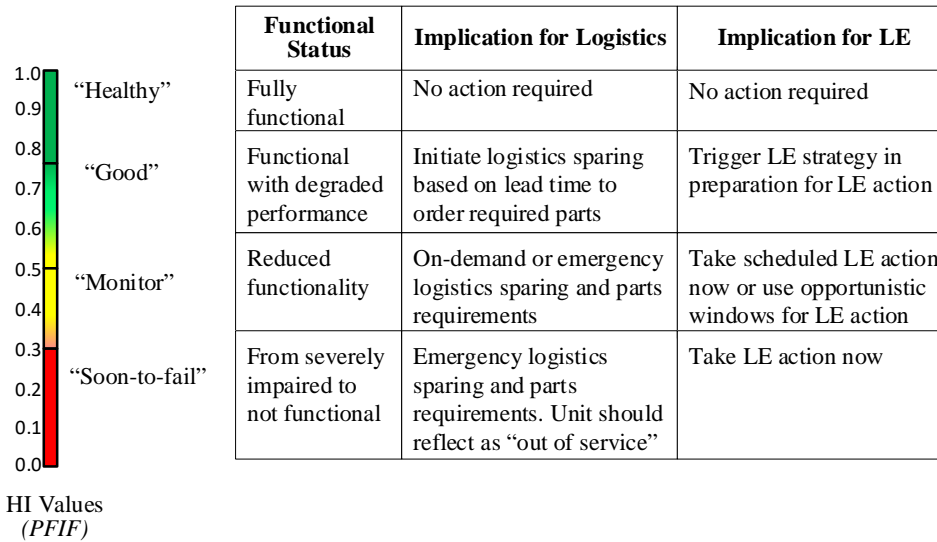 Functional
Status
Implication for Logistics
Implication for LE
1.0
0.9
0.8
0.7
0.6
0.5
0.4
0.3
0.2
0.1
0.0
“Healthy”
“Good”
“Monitor”
“Soon-to-fail”
HI Values
(PFIF)
Fully
functional
No action required
No action required
Functional
with degraded
performance
Initiate logistics sparing
based on lead time to
order required parts
Trigger LE strategy in
preparation for LE action
Reduced
functionality
On-demand or emergency
logistics sparing and parts
requirements
Take scheduled LE action
now or use opportunistic
windows for LE action
From severely
impaired to
not functional
Emergency logistics
sparing and parts
requirements. Unit should
reflect as “out of service”
Take LE action now